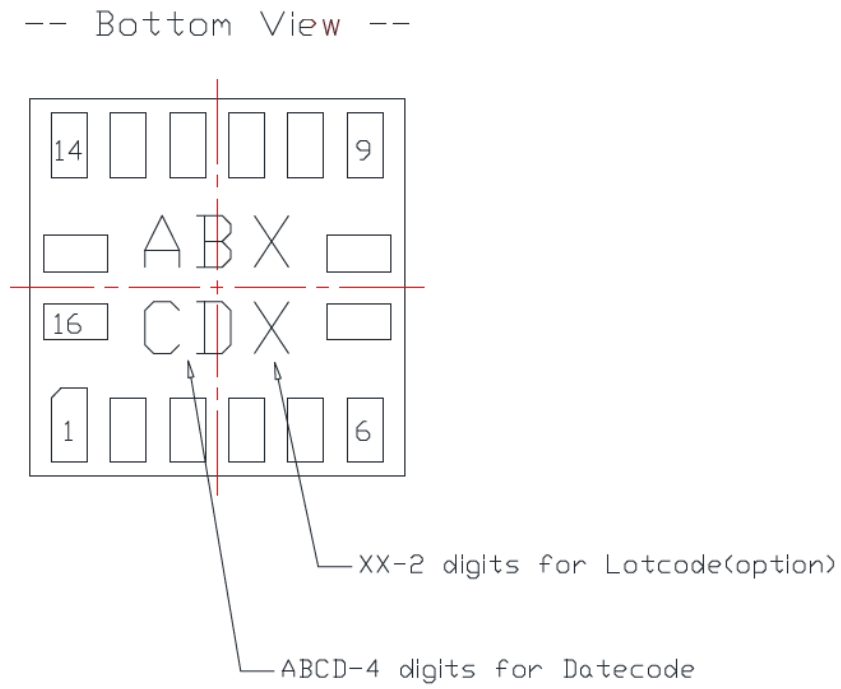 -- Bottom View --
14 9
ABX
16
CDX
1 6
XX-2 digits for Lotcode(option)
ABCD-4 digits for Datecode